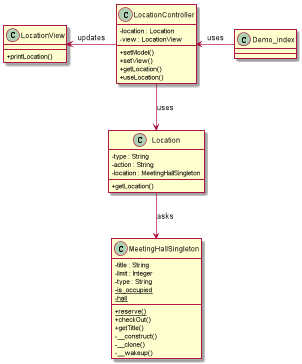 LocationController
-location : Location
-view : LocationView
+setModel()
+setView()
+getLocation()
+useLocation()
LocationView
+printLocation()
updates
uses
Demo_index
uses
Location
-type : String
-action : String
-location : MeetingHallSingleton
+getLocation()
asks
MeetingHallSingleton
-title : String
-limit : Integer
-type : String
-is_occupied
-hall
+reserve()
+checkOut()
+getTitle()
-__construct()
-__clone()
-__wakeup()